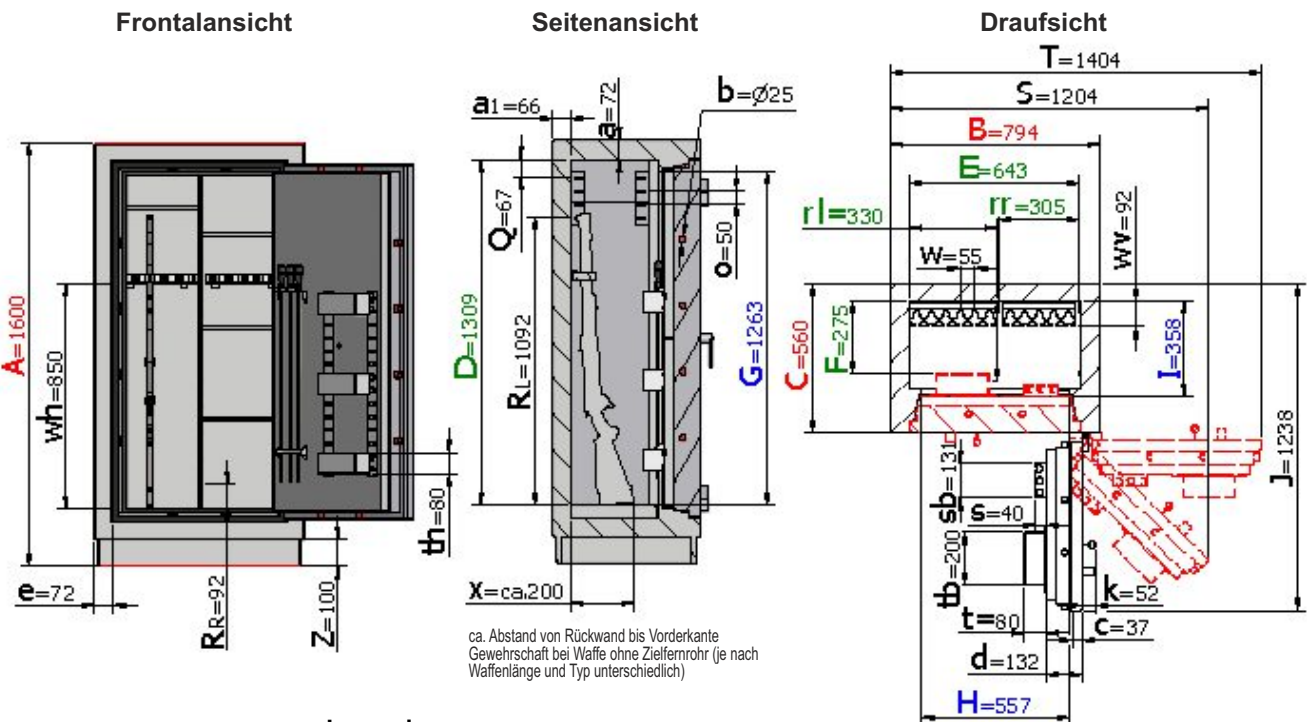 Frontalansicht
Seitenansicht
Draufsicht
A=1600
wh=850
e=72
RR=92
Z=100
th=80
a1=66
a=72
b=Ø25
Q=67
o=50
D=1309
RL=1092
G=1263
x=ca.200
ca. Abstand von Rückwand bis Vorderkante
Gewehrschaft bei Waffe ohne Zielfernrohr (je nach
Waffenlänge und Typ unterschiedlich)
T=1404
S=1204
B=794
E=643
rl=330
rr=305
w=55
wv=92
C=560
F=275
I=358
J=1238
sb=131
s=40
tb=200
t=80
k=52
c=37
d=132
H=557